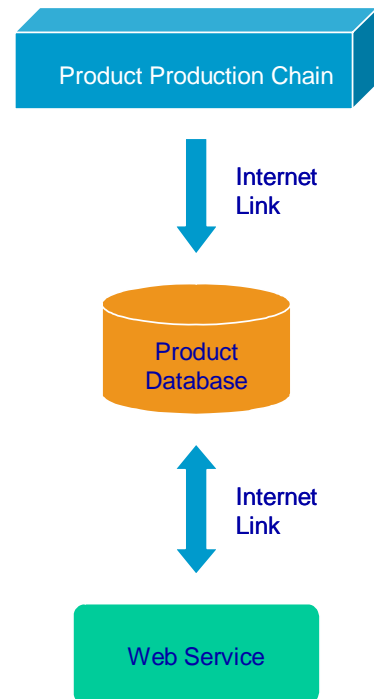 Product Production Chain
Internet
Link
Product
Database
Internet
Link
Web Service